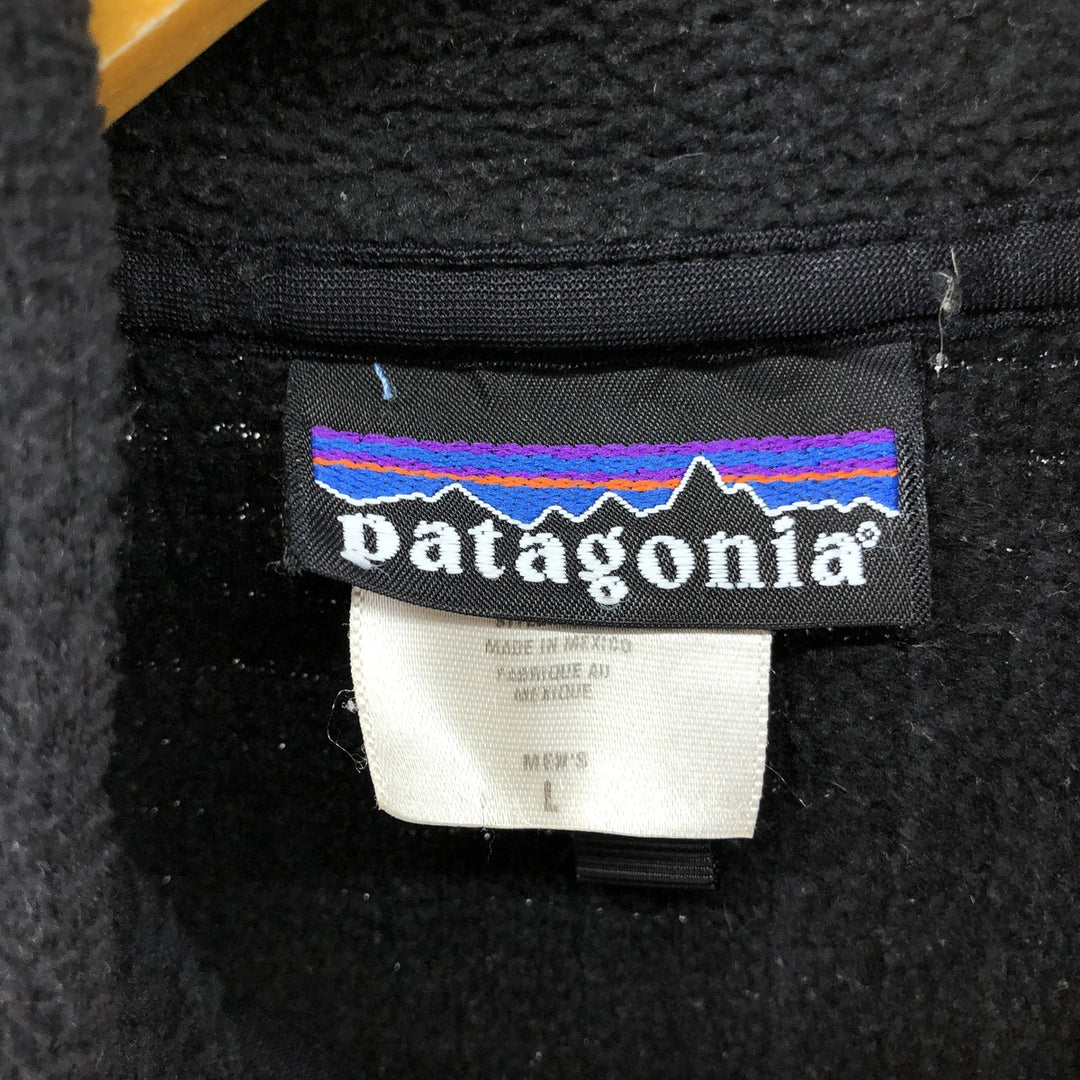 patagonia®
MADE IN MEXICO
FABRIQUE AU
MEXIQUE
MEN'S
L